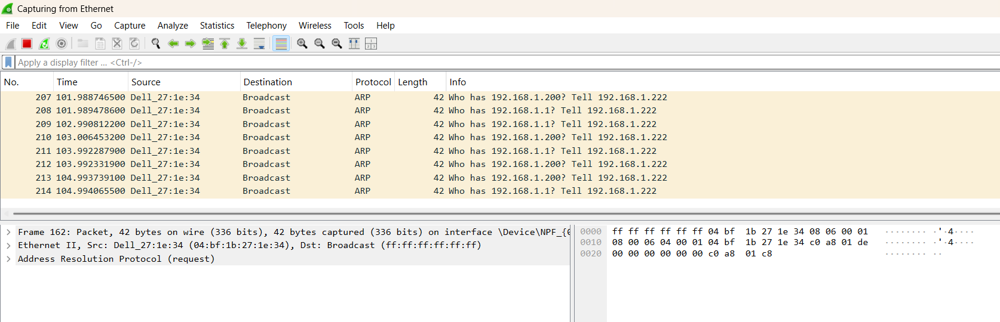 Capturing from Ethernet
File Edit View Go Capture Analyze Statistics Telephony Wireless Tools Help
Apply a display filter ... <Ctrl-/>
No. Time Source Destination Protocol Length Info
207 101.988746500 Dell_27:1e:34 Broadcast ARP 42 Who has 192.168.1.200? Tell 192.168.1.222
208 101.989478600 Dell_27:1e:34 Broadcast ARP 42 Who has 192.168.1.1? Tell 192.168.1.222
209 102.990812200 Dell_27:1e:34 Broadcast ARP 42 Who has 192.168.1.1? Tell 192.168.1.222
210 103.006453200 Dell_27:1e:34 Broadcast ARP 42 Who has 192.168.1.200? Tell 192.168.1.222
211 103.992287900 Dell_27:1e:34 Broadcast ARP 42 Who has 192.168.1.1? Tell 192.168.1.222
212 103.992331900 Dell_27:1e:34 Broadcast ARP 42 Who has 192.168.1.200? Tell 192.168.1.222
213 104.993739100 Dell_27:1e:34 Broadcast ARP 42 Who has 192.168.1.200? Tell 192.168.1.222
214 104.994065500 Dell_27:1e:34 Broadcast ARP 42 Who has 192.168.1.1? Tell 192.168.1.222
Frame 162: Packet, 42 bytes on wire (336 bits), 42 bytes captured (336 bits) on interface \Device\NPF_{0
Ethernet II, Src: Dell_27:1e:34 (04:bf:1b:27:1e:34), Dst: Broadcast (ff:ff:ff:ff:ff:ff)
Address Resolution Protocol (request)
0000 ff ff ff ff ff ff 04 bf 1b 27 1e 34 08 06 00 01 ········ ·'·4····
0010 08 00 06 04 00 01 04 bf 1b 27 1e 34 c0 a8 01 de ········ ·'·4····
0020 00 00 00 00 00 00 c0 a8 01 c8 ········ ··